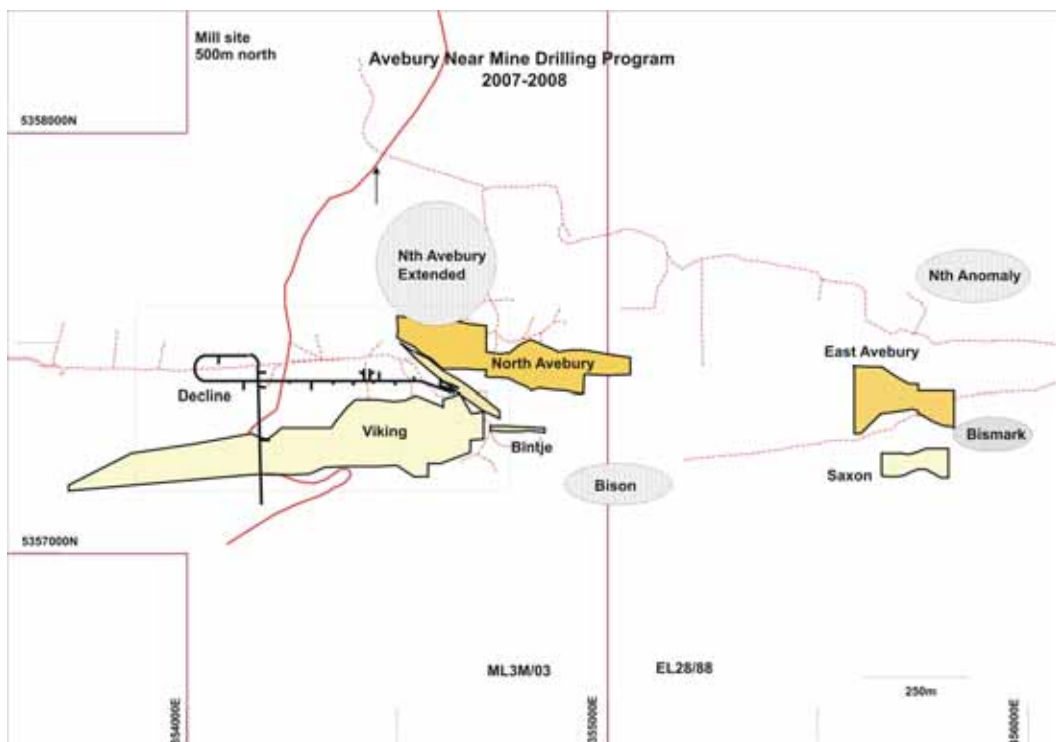 Mill site
500m north
Avebury Near Mine Drilling Program
2007-2008
5358000N
Nth Avebury
Extended
Nth Anomaly
East Avebury
North Avebury
Decline
Viking
Bintje
Bismark
Saxon
Bison
5357000N
ML3M/03
EL28/88
250m
354000E
355000E
356000E